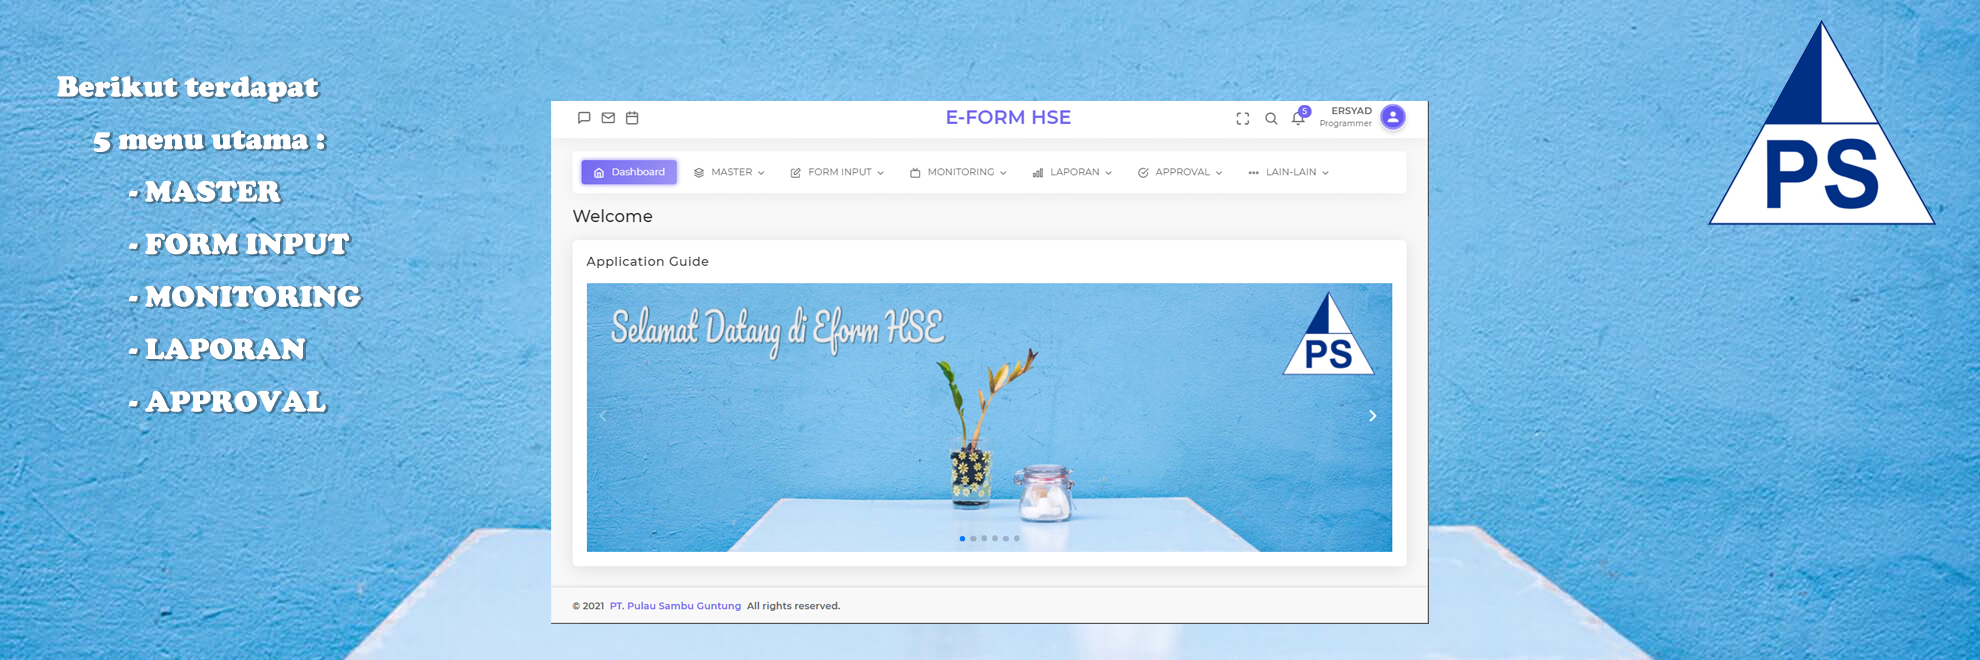 Berikut terdapat
5 menu utama :
- MASTER
- FORM INPUT
- MONITORING
- LAPORAN
- APPROVAL
E-FORM HSE
5
ERSYAD
Programmer
Dashboard MASTER FORM INPUT MONITORING LAPORAN APPROVAL LAIN-LAIN
Welcome
Application Guide
Selamat Datang di Eform HSE
PS
© 2021 PT. Pulau Sambu Guntung All rights reserved.
PS